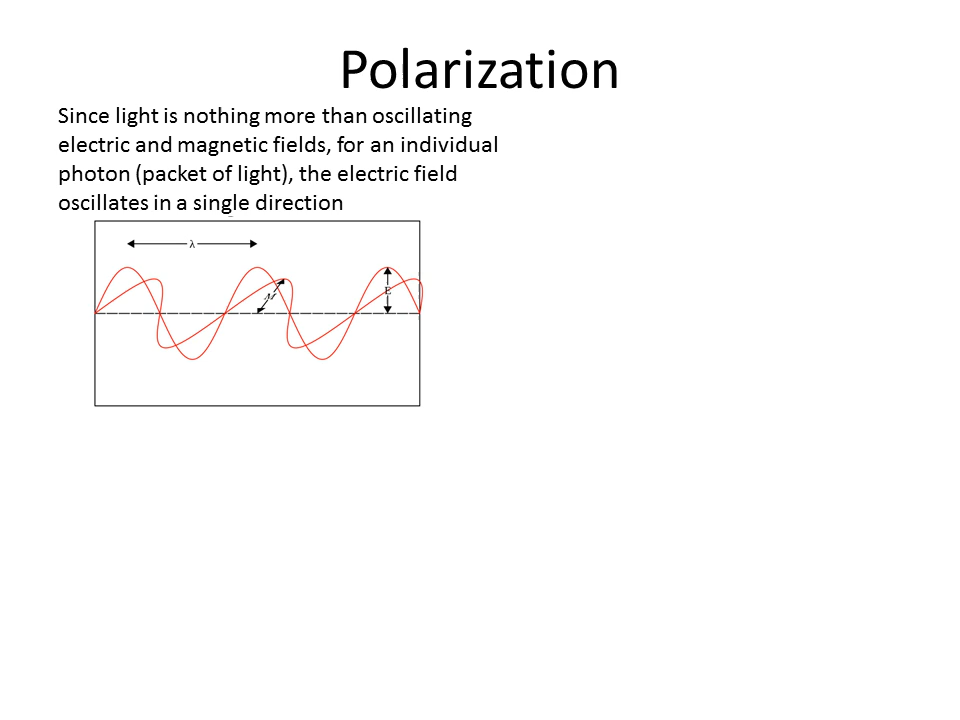 Polarization
Since light is nothing more than oscillating
electric and magnetic fields, for an individual
photon (packet of light), the electric field
oscillates in a single direction
λ
M
E